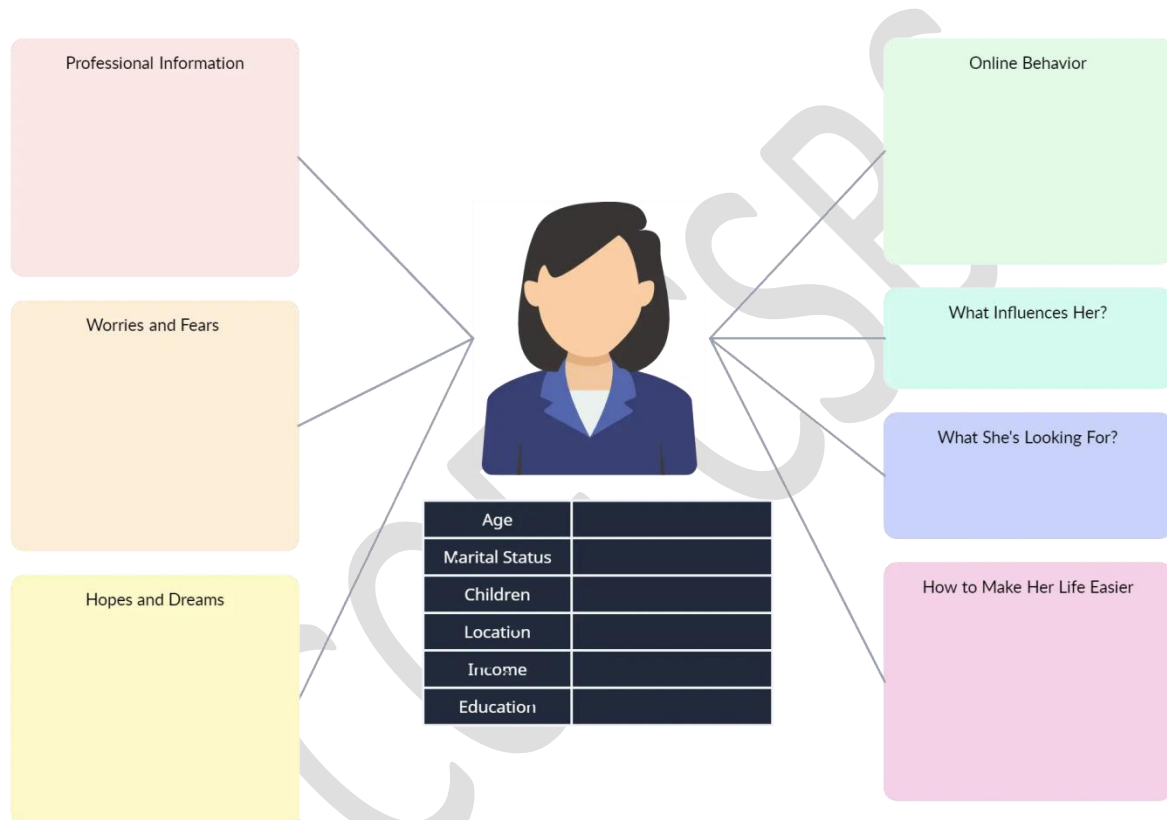 Professional Information
Worries and Fears
Hopes and Dreams
Age
Marital Status
Children
Location
Income
Education
Online Behavior
What Influences Her?
What She's Looking For?
How to Make Her Life Easier